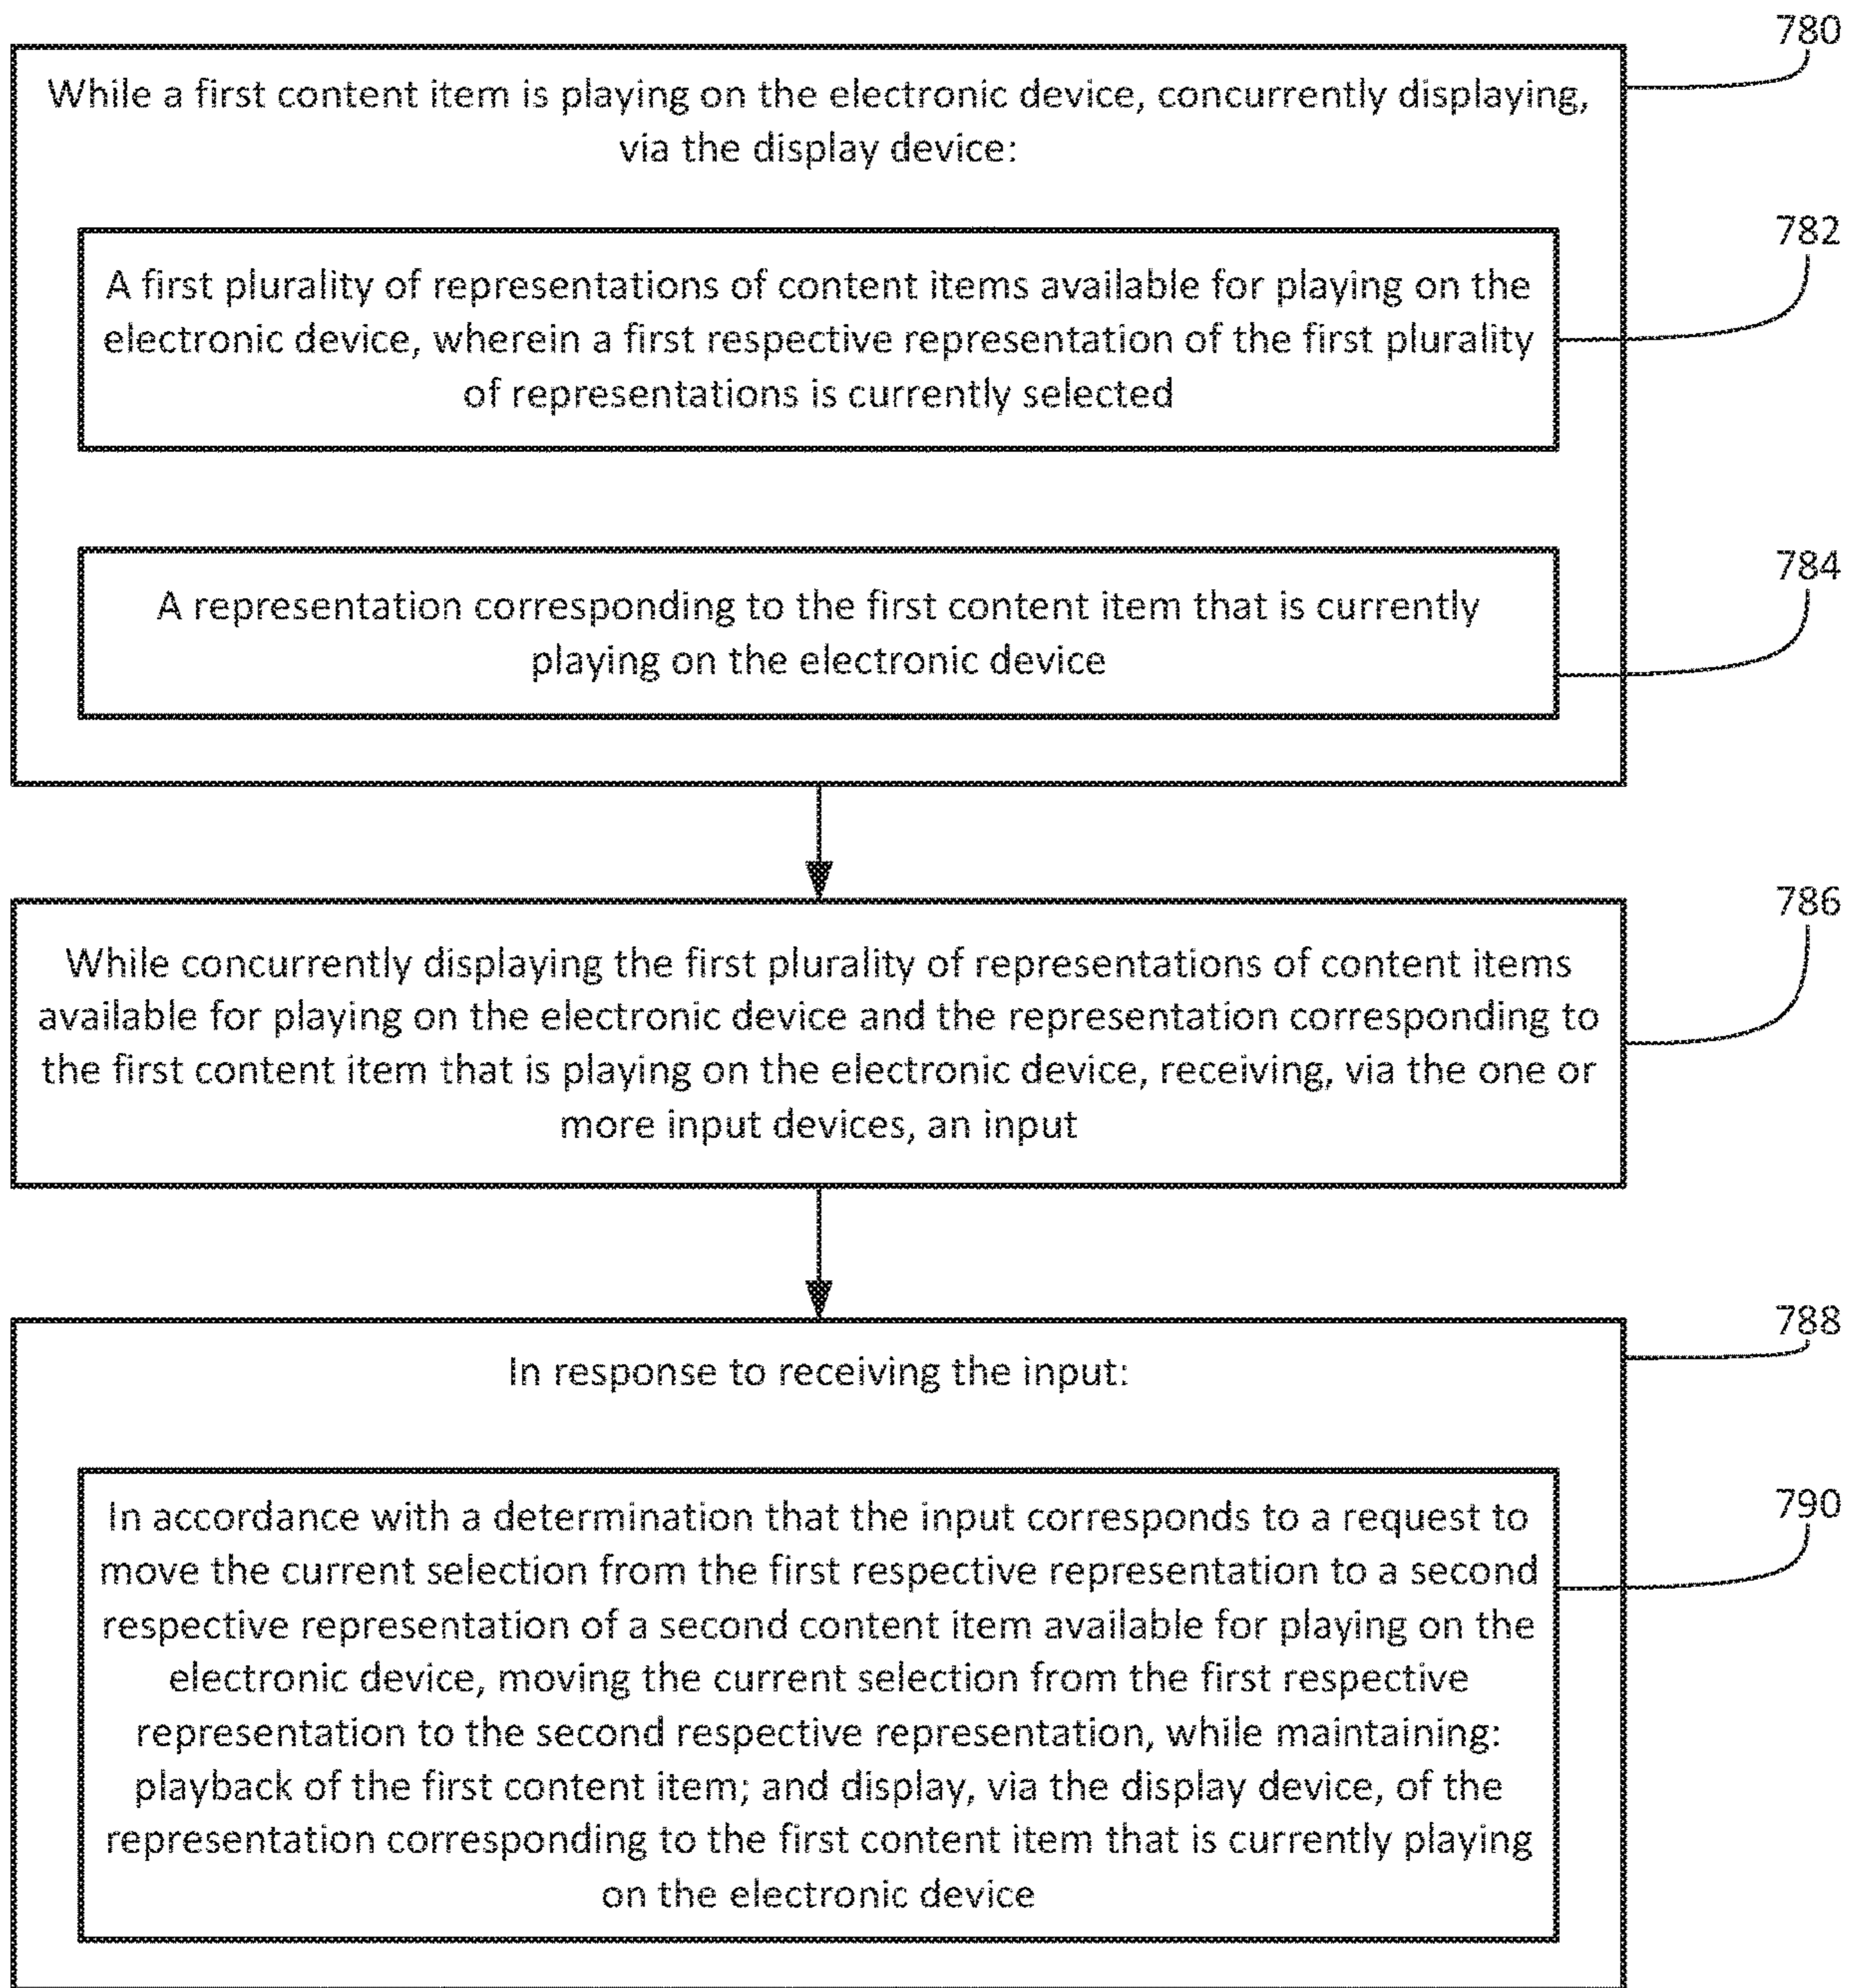 780
While a first content item is playing on the electronic device, concurrently displaying,
via the display device:
782
A first plurality of representations of content items available for playing on the
electronic device, wherein a first respective representation of the first plurality
of representations is currently selected
784
A representation corresponding to the first content item that is currently
playing on the electronic device
786
While concurrently displaying the first plurality of representations of content items
available for playing on the electronic device and the representation corresponding to
the first content item that is playing on the electronic device, receiving, via the one or
more input devices, an input
788
In response to receiving the input:
790
In accordance with a determination that the input corresponds to a request to
move the current selection from the first respective representation to a second
respective representation of a second content item available for playing on the
electronic device, moving the current selection from the first respective
representation to the second respective representation, while maintaining:
playback of the first content item; and display, via the display device, of the
representation corresponding to the first content item that is currently playing
on the electronic device